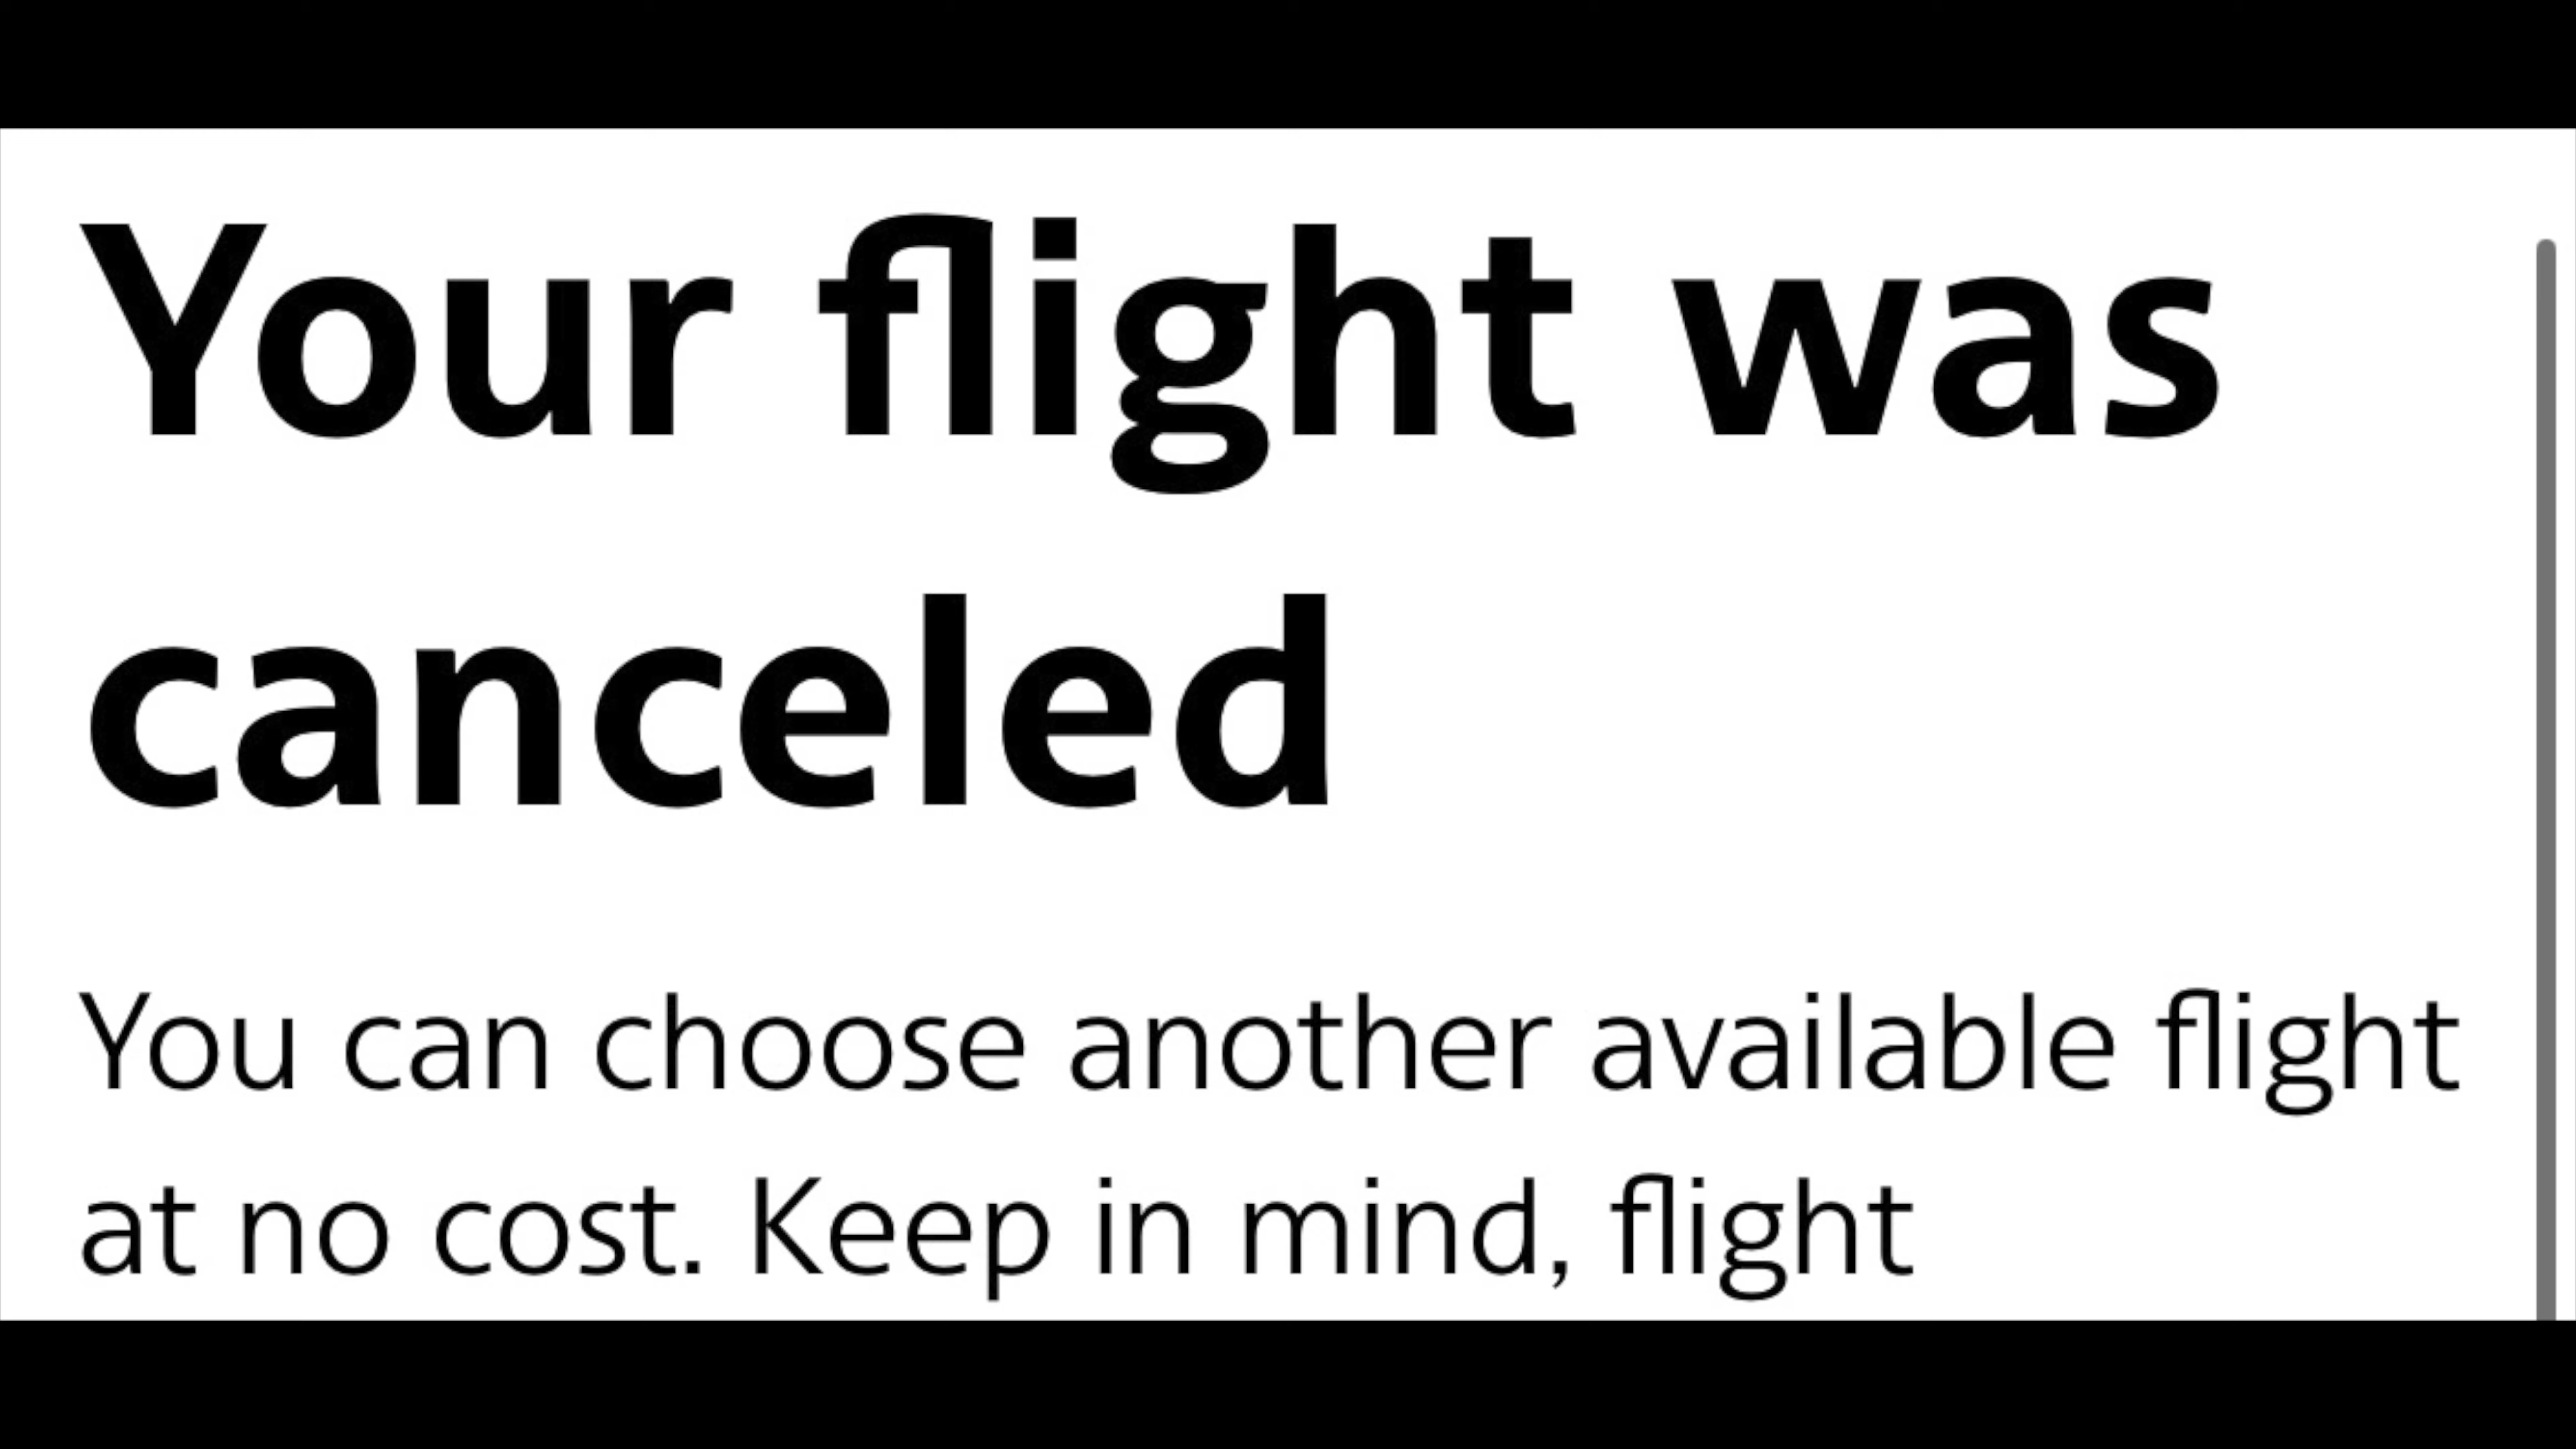 Your flight was
canceled
You can choose another available flight
at no cost. Keep in mind, flight